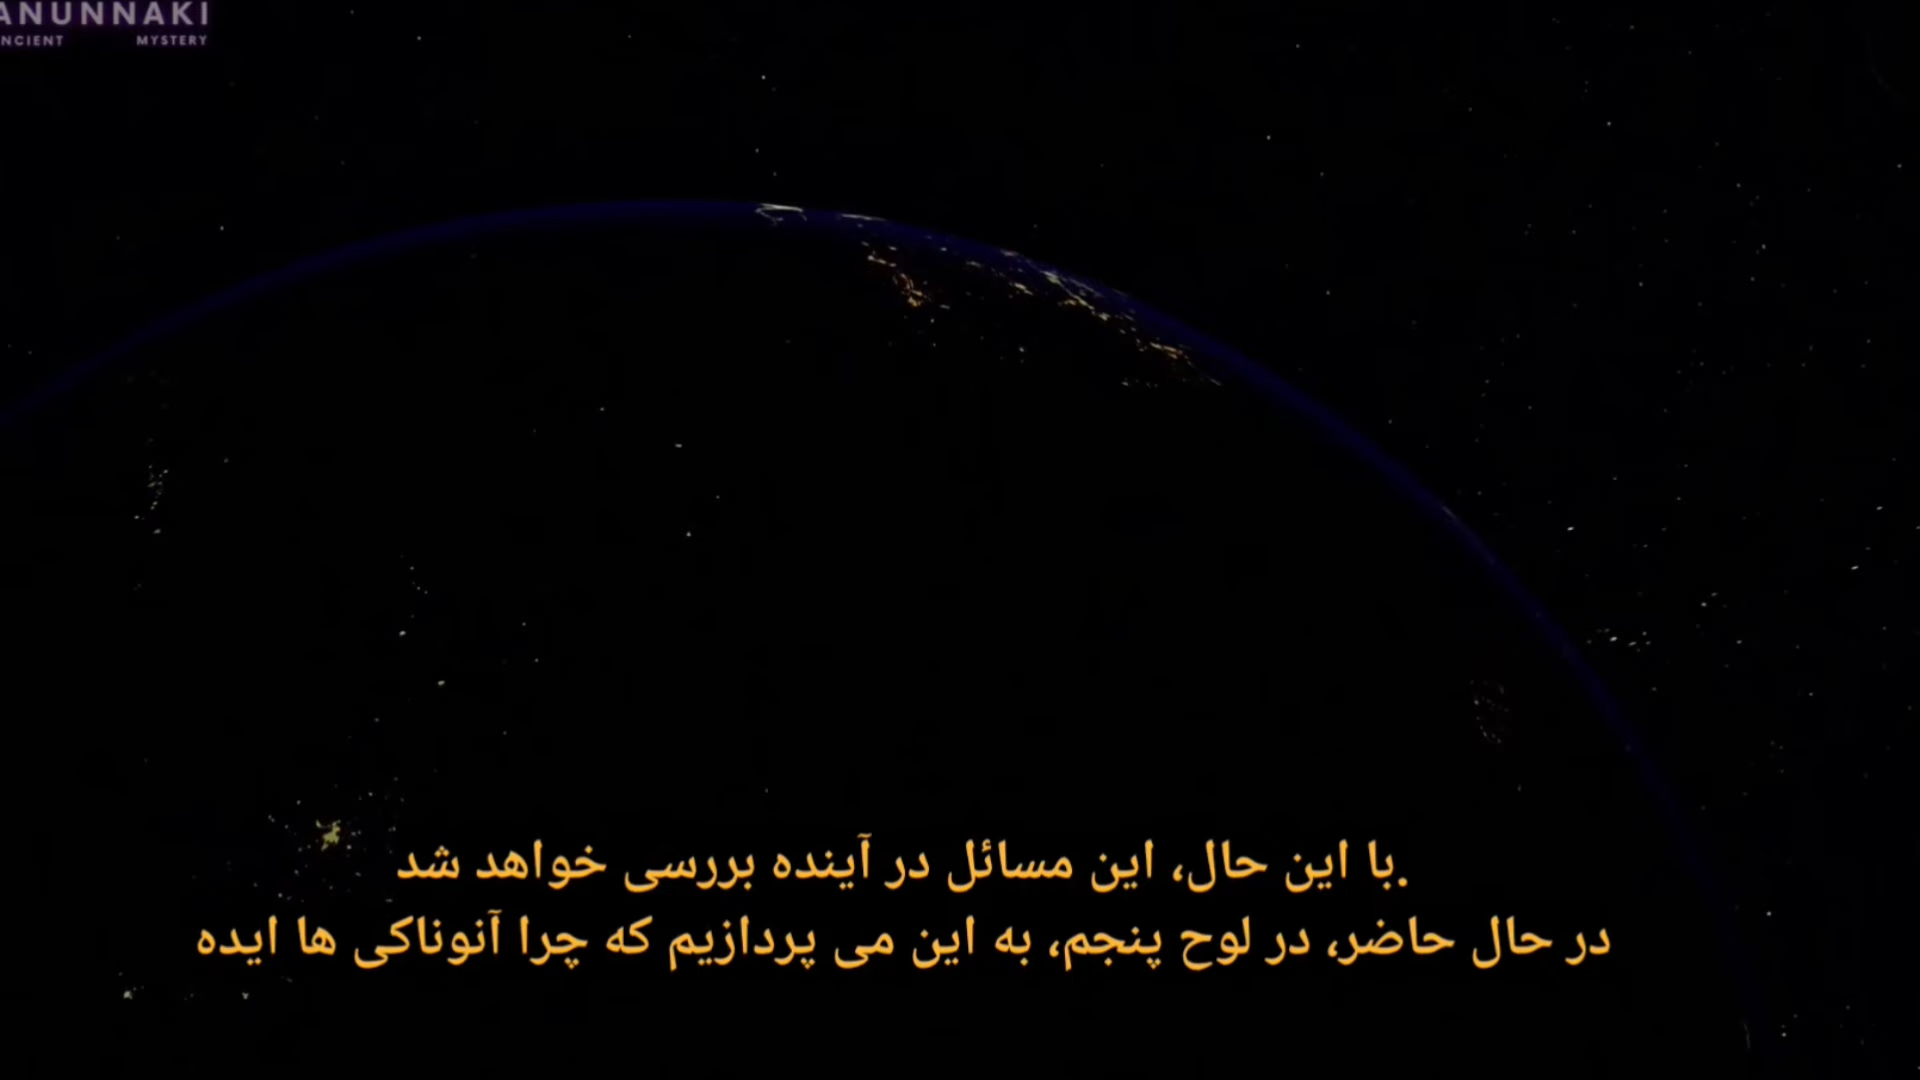 ANUNNAKI
NCIENT MYSTERY
با این حال، این مسائل در آینده بررسی خواهد شد.
در حال حاضر، در لوح پنجم، به این می پردازیم که چرا آنوناکی ها ایده